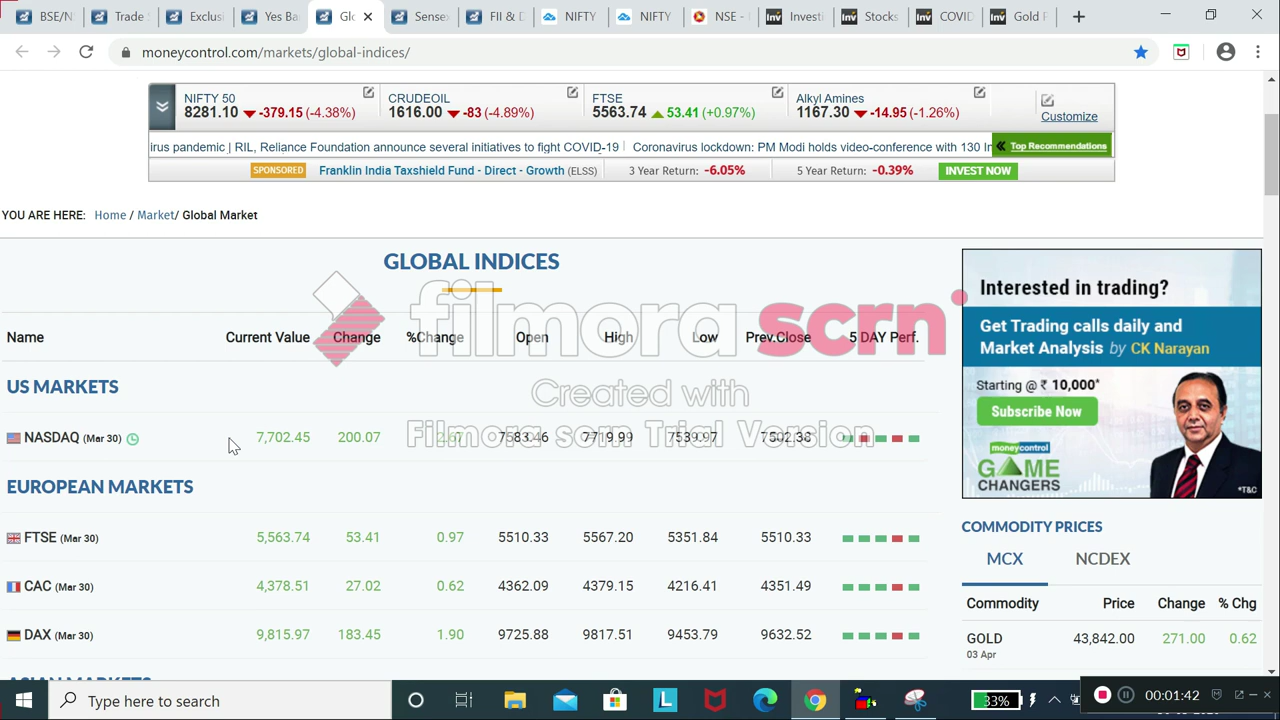 BSE/N Trade Exclusi Yes Ba Glo Sensex FII & D NIFTY NIFTY NSE - Investi Stocks COVID Gold P
moneycontrol.com/markets/global-indices/
NIFTY 50 CRUDEOIL FTSE Alkyl Amines
8281.10 -379.15 (-4.38%) 1616.00 -83 (-4.89%) 5563.74 53.41 (+0.97%) 1167.30 -14.95 (-1.26%) Customize
irus pandemic | RIL, Reliance Foundation announce several initiatives to fight COVID-19 | Coronavirus lockdown: PM Modi holds video-conference with 130 In Top Recommendations
SPONSORED Franklin India Taxshield Fund - Direct - Growth (ELSS) 3 Year Return: -6.05% 5 Year Return: -0.39% INVEST NOW
YOU ARE HERE: Home / Market/ Global Market
GLOBAL INDICES
Name Current Value Change %Change Open High Low Prev.Close 5 DAY Perf.
US MARKETS
NASDAQ (Mar 30) 7,702.45 200.07 7583.46 7719.99 7539.97 7502.38
EUROPEAN MARKETS
FTSE (Mar 30) 5,563.74 53.41 0.97 5510.33 5567.20 5351.84 5510.33
CAC (Mar 30) 4,378.51 27.02 0.62 4362.09 4379.15 4216.41 4351.49
DAX (Mar 30) 9,815.97 183.45 1.90 9725.88 9817.51 9453.79 9632.52
ASIAN MARKETS
filmora scrn
Created with
Filmora scrn Trial Version
Interested in trading?
Get Trading calls daily and
Market Analysis by CK Narayan
Starting @ ₹ 10,000*
Subscribe Now
moneycontrol
GAME
CHANGERS
*T&C
COMMODITY PRICES
MCX NCDEX
Commodity Price Change % Chg
GOLD 43,842.00 271.00 0.62
03 Apr
Type here to search
33%
00:01:42